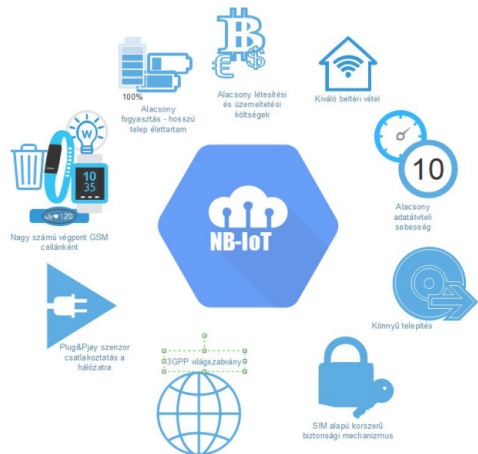 100%
Alacsony
fogyasztás - hosszú
telep élettartam
Alacsony létesítési
és üzemeltetési
költségek
Kiváló beltéri vétel
10
Alacsony
adatátviteli
sebesség
W
10
35
120
Nagy számú végpont GSM
cellánként
NB-IoT
Könnyű telepítés
Plug&Pjay szenzor
csatlakoztatás a
hálózatra
3GPP világszabvány
SIM alapú korszerű
biztonsági mechanizmus